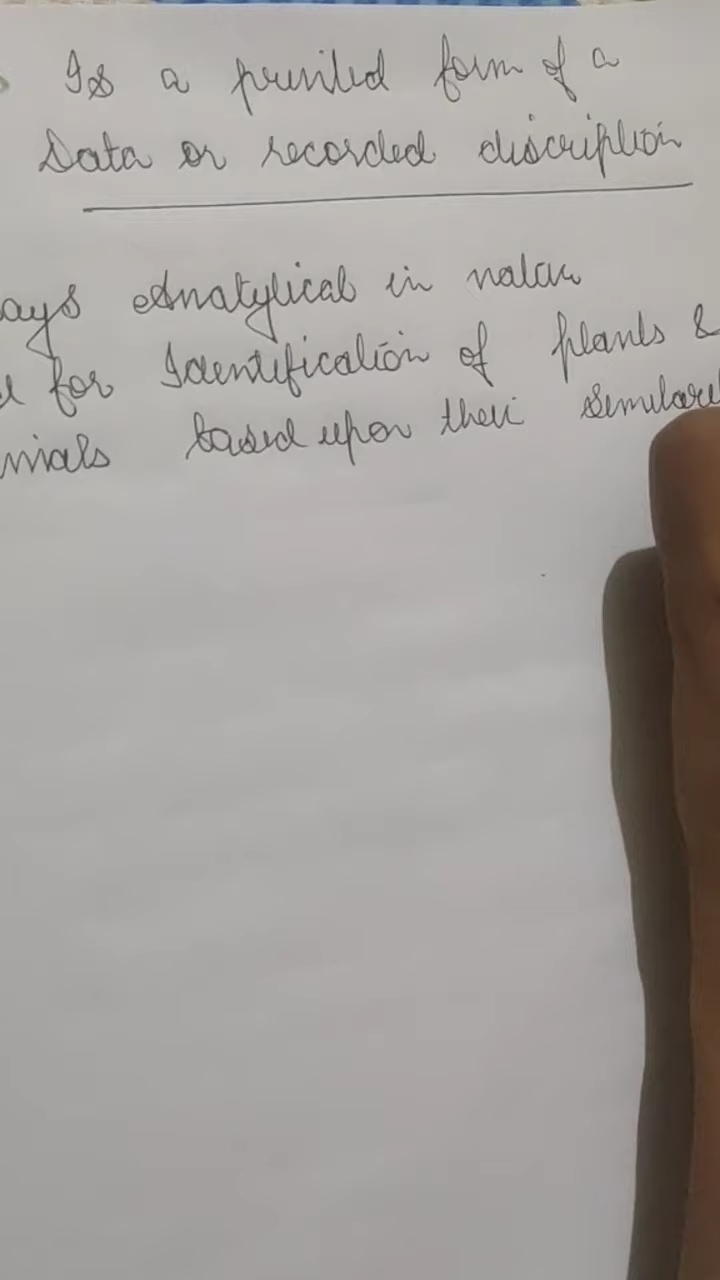 Is a printed form of a
Data or recorded discription
ays Analytical in natur
for Identification of plants &
mals based upon their